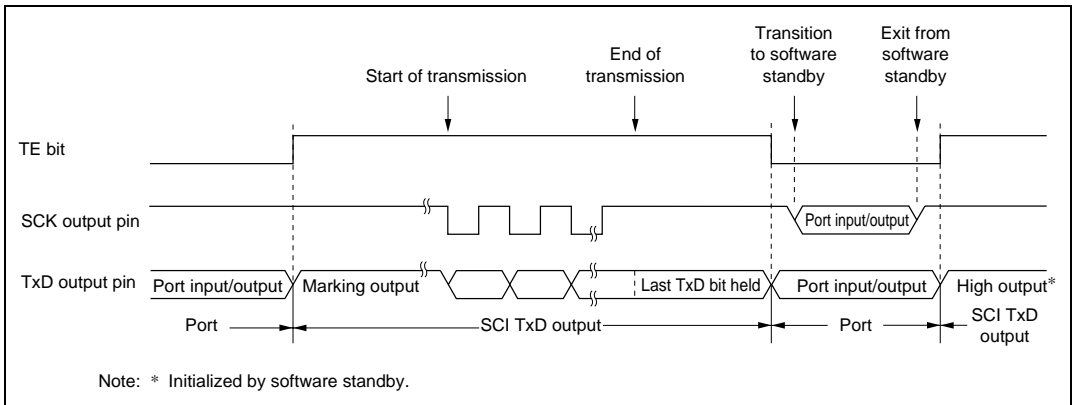 Transition
to software
standby
Exit from
software
standby
End of
transmission
Start of transmission
TE bit
SCK output pin
Port input/output
TxD output pin
Port input/output
Marking output
Last TxD bit held
Port input/output
High output*
Port
SCI TxD output
Port
SCI TxD
output
Note: * Initialized by software standby.